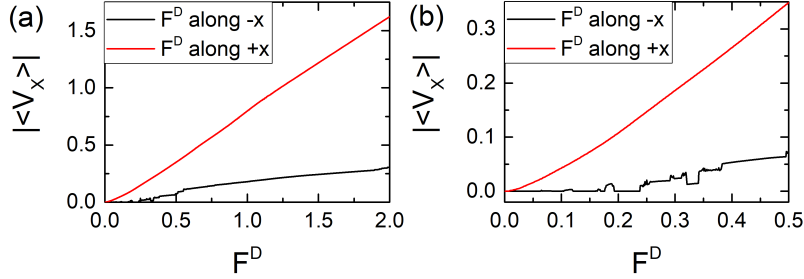 (a)
F^D along -x
F^D along +x
|<V_X>|
1.5
1.0
0.5
0.0
0.0 0.5 1.0 1.5 2.0
F^D
(b)
F^D along -x
F^D along +x
|<V_X>|
0.3
0.2
0.1
0.0
0.0 0.1 0.2 0.3 0.4 0.5
F^D